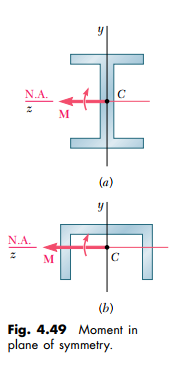 y
N.A.
z
M
C
(a)
y
N.A.
z
M
C
(b)
Fig. 4.49 Moment in
plane of symmetry.